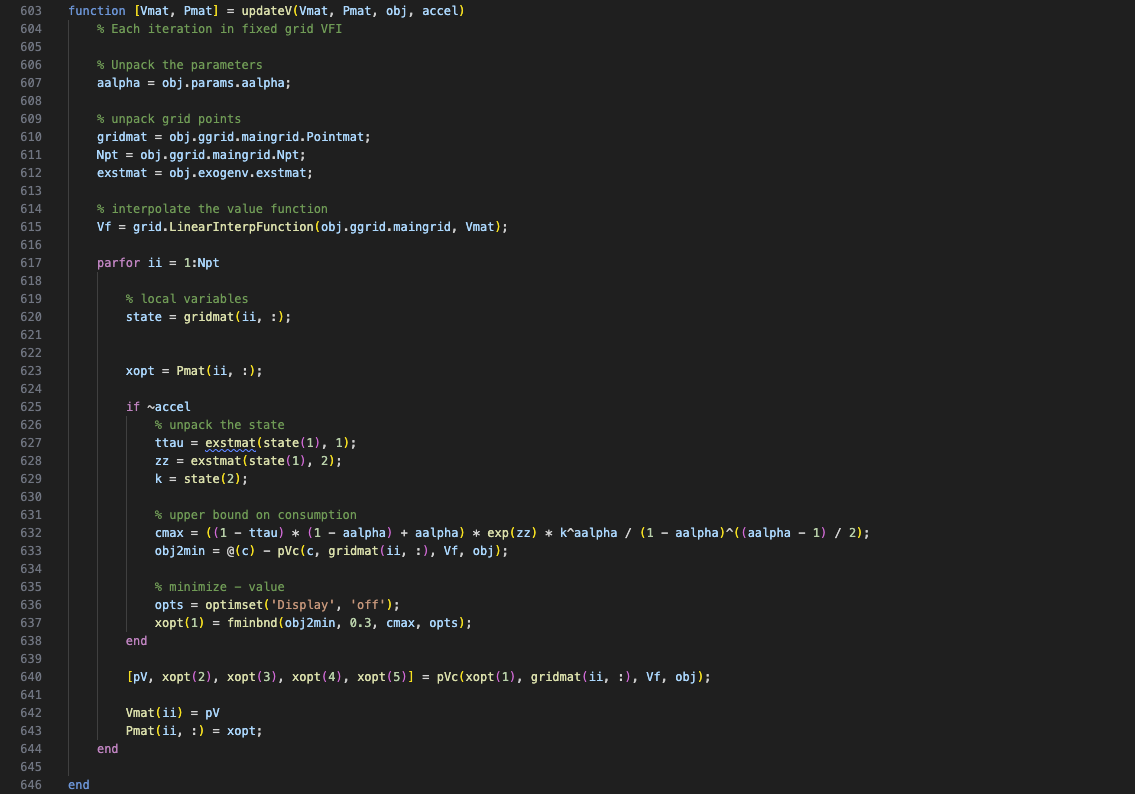 603 function [Vmat, Pmat] = updateV(Vmat, Pmat, obj, accel)
604     % Each iteration in fixed grid VFI
605
606     % Unpack the parameters
607     aalpha = obj.params.aalpha;
608
609     % unpack grid points
610     gridmat = obj.ggrid.maingrid.Pointmat;
611     Npt = obj.ggrid.maingrid.Npt;
612     exstmat = obj.exogenv.exstmat;
613
614     % interpolate the value function
615     Vf = grid.LinearInterpFunction(obj.ggrid.maingrid, Vmat);
616
617     parfor ii = 1:Npt
618
619         % local variables
620         state = gridmat(ii, :);
621
622
623         xopt = Pmat(ii, :);
624
625         if ~accel
626             % unpack the state
627             ttau = exstmat(state(1), 1);
628             zz = exstmat(state(1), 2);
629             k = state(2);
630
631             % upper bound on consumption
632             cmax = ((1 - ttau) * (1 - aalpha) + aalpha) * exp(zz) * k^aalpha / (1 - aalpha)^((aalpha - 1) / 2);
633             obj2min = @(c) - pVc(c, gridmat(ii, :), Vf, obj);
634
635             % minimize - value
636             opts = optimset('Display', 'off');
637             xopt(1) = fminbnd(obj2min, 0.3, cmax, opts);
638         end
639
640         [pV, xopt(2), xopt(3), xopt(4), xopt(5)] = pVc(xopt(1), gridmat(ii, :), Vf, obj);
641
642         Vmat(ii) = pV
643         Pmat(ii, :) = xopt;
644     end
645
646 end